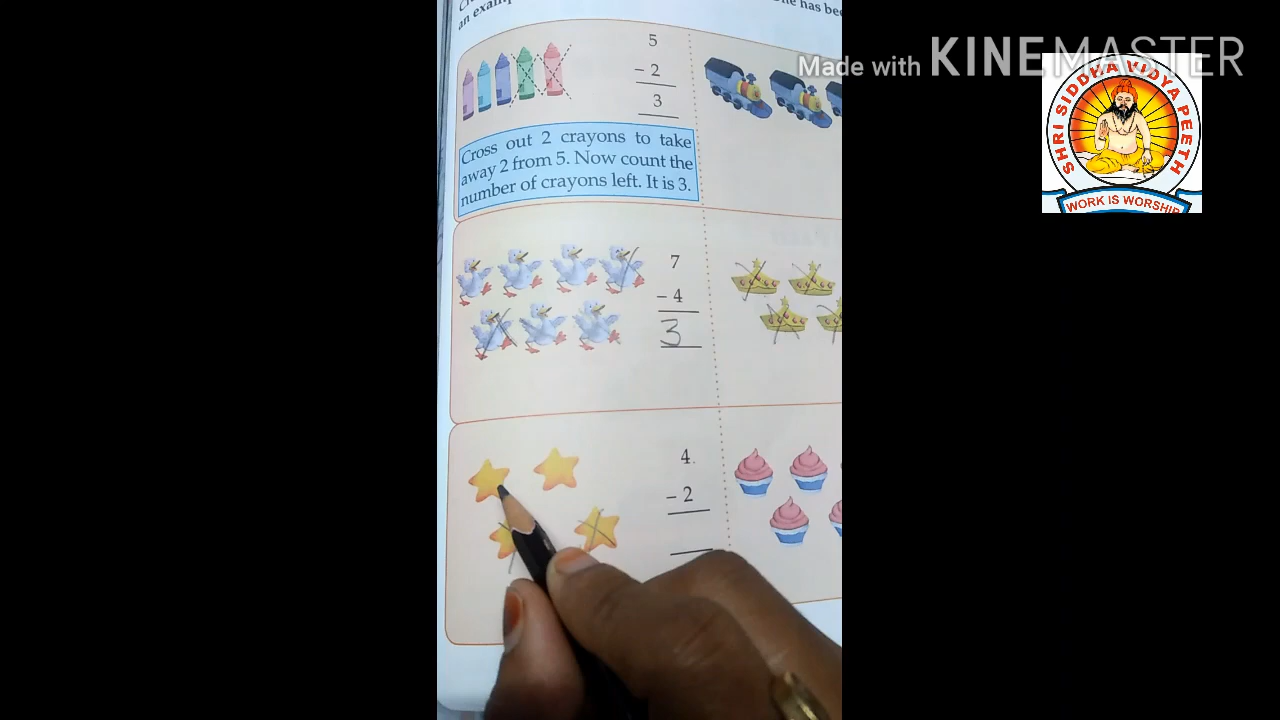 an examp
he has bee
Made with KINEMASTER
SHRI SIDDHA VIDYA PEETH
WORK IS WORSHIP
5
– 2
3
Cross out 2 crayons to take
away 2 from 5. Now count the
number of crayons left. It is 3.
7
– 4
3
4
– 2